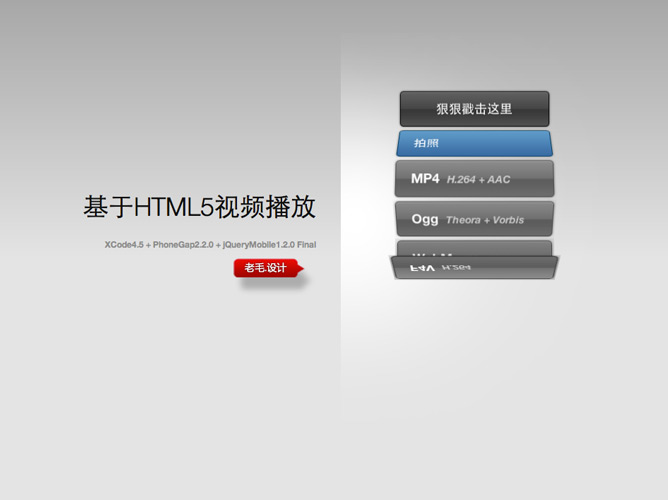 基于HTML5视频播放
XCode4.5 + PhoneGap2.2.0 + jQueryMobile1.2.0 Final
老毛.设计
狠狠戳击这里
拍照
MP4 H.264 + AAC
Ogg Theora + Vorbis
F4V H.264